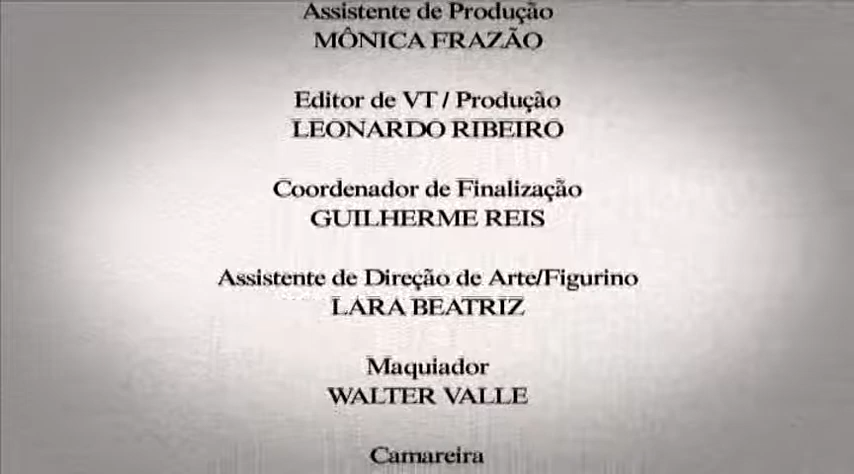 Assistente de Produção
MÔNICA FRAZÃO
Editor de VT / Produção
LEONARDO RIBEIRO
Coordenador de Finalização
GUILHERME REIS
Assistente de Direção de Arte/Figurino
LARA BEATRIZ
Maquiador
WALTER VALLE
Camareira